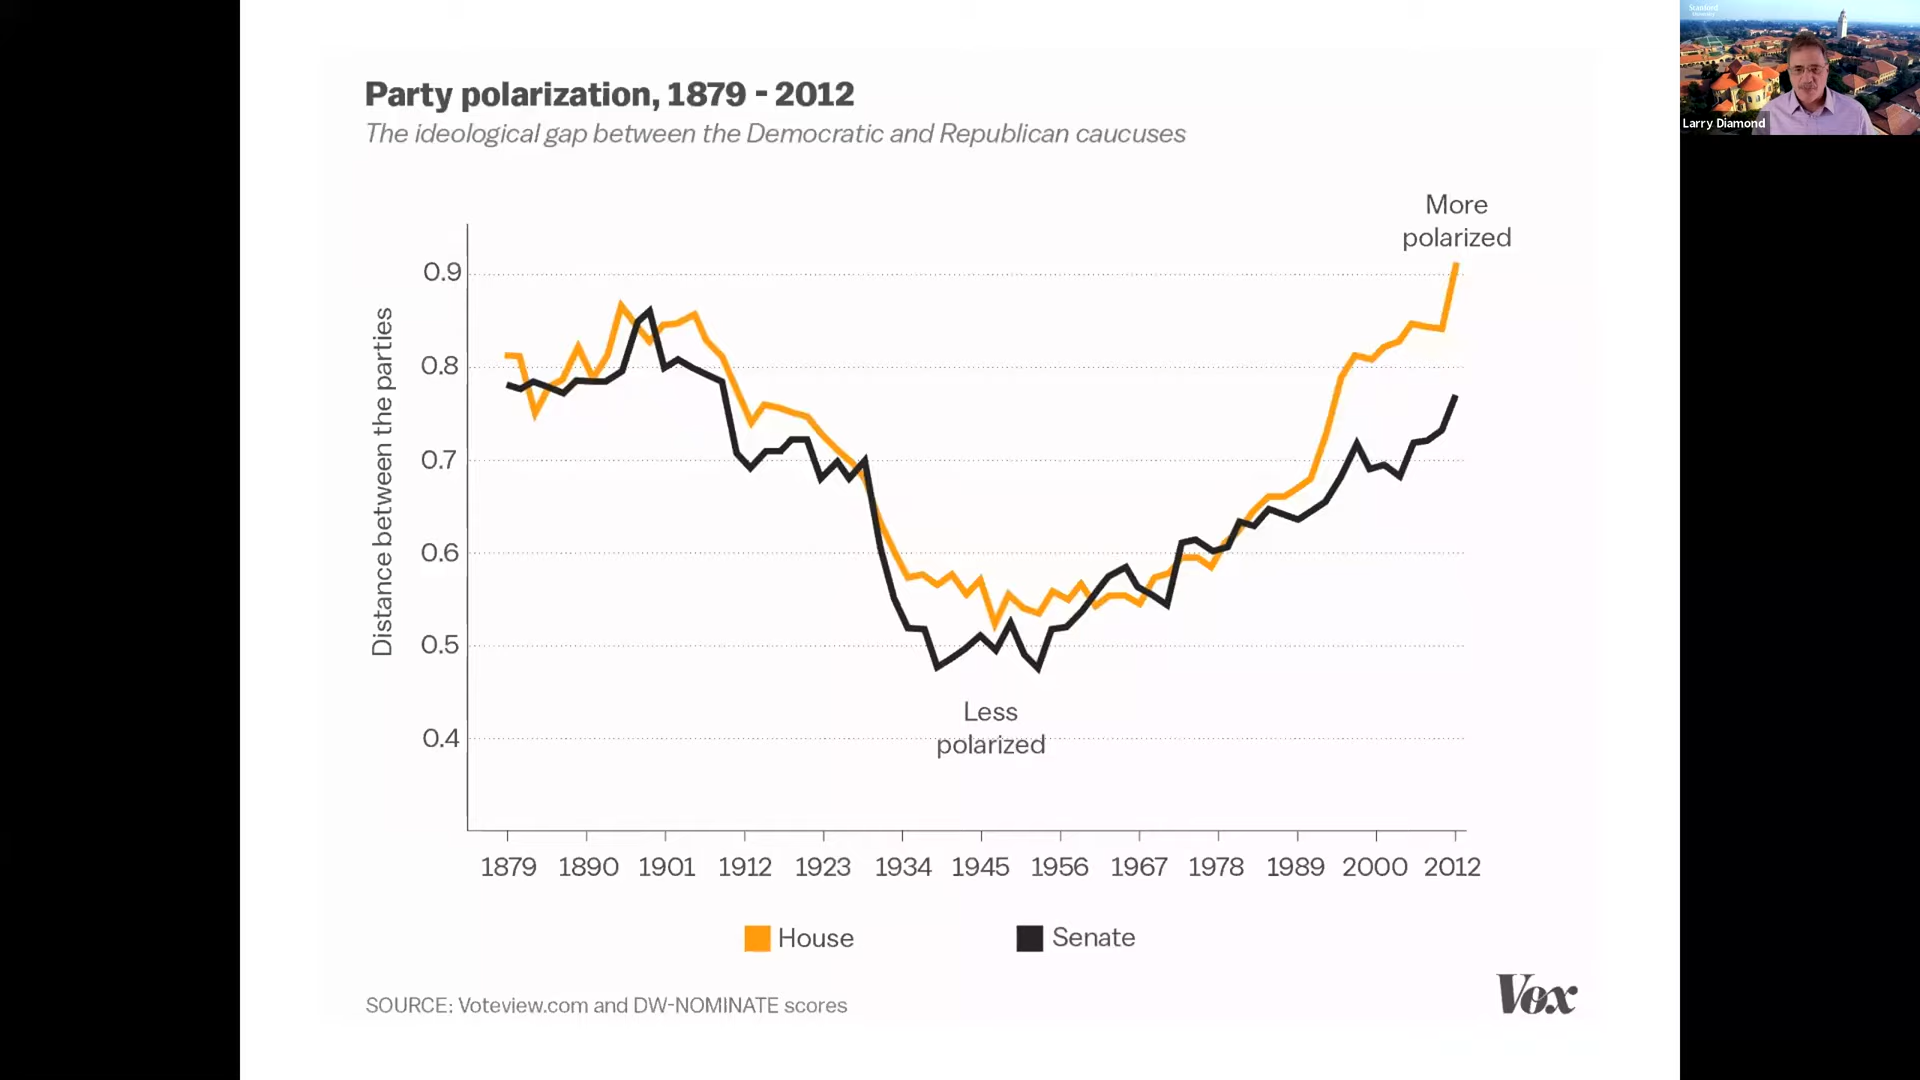 Party polarization, 1879 - 2012
The ideological gap between the Democratic and Republican caucuses
Stanford
University
Larry Diamond
More
polarized
Distance between the parties
0.9
0.8
0.7
0.6
0.5
0.4
Less
polarized
1879 1890 1901 1912 1923 1934 1945 1956 1967 1978 1989 2000 2012
House Senate
SOURCE: Voteview.com and DW-NOMINATE scores
Vox